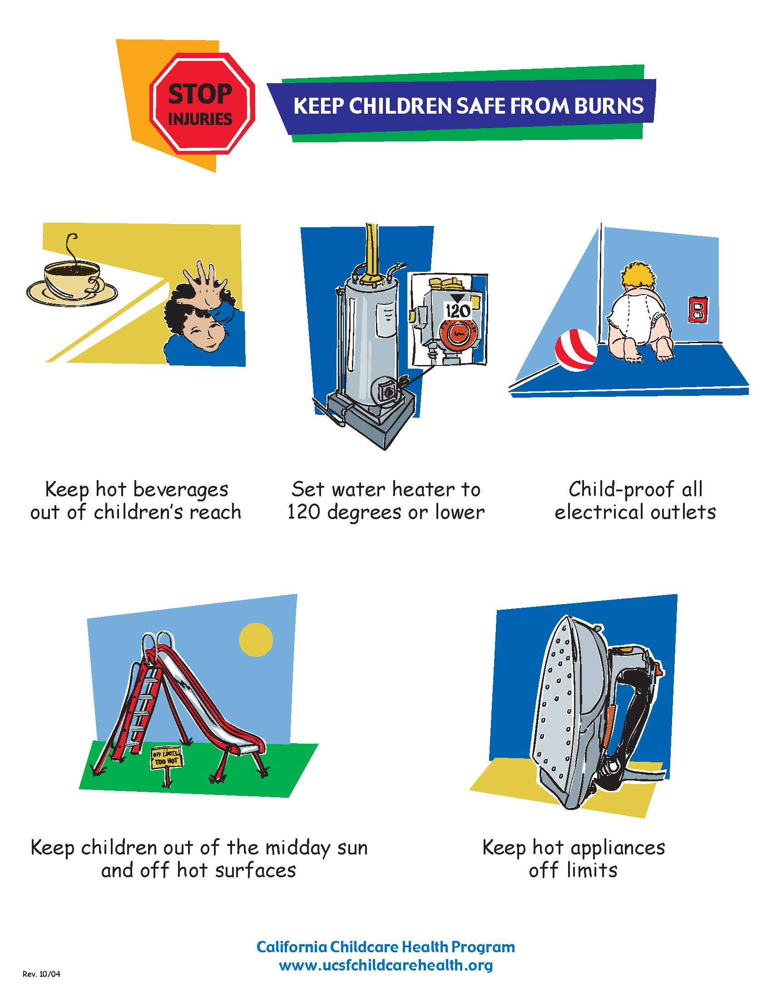 STOP
INJURIES
KEEP CHILDREN SAFE FROM BURNS
120
Keep hot beverages
out of children's reach
Set water heater to
120 degrees or lower
Child-proof all
electrical outlets
OFF LIMITS
TOO HOT
Keep children out of the midday sun
and off hot surfaces
Keep hot appliances
off limits
California Childcare Health Program
www.ucsfchildcarehealth.org
Rev. 10/04